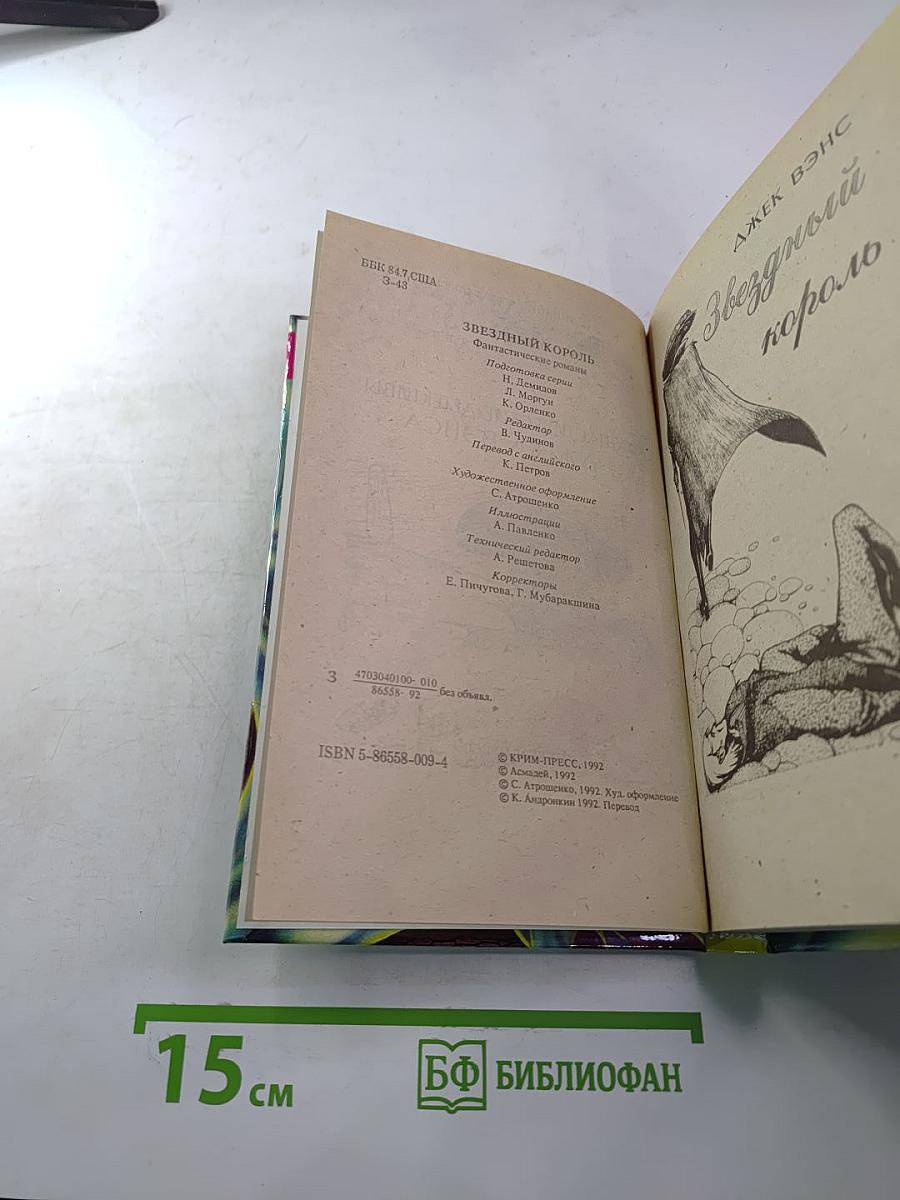 ББК 84.7.США
З-43
ЗВЕЗДНЫЙ КОРОЛЬ
Фантастические романы
Подготовка серии
Н. Демидов
Л. Моргун
К. Орленко
Редактор
В. Чудинов
Перевод с английского
К. Петров
Художественное оформление
С. Атрошенко
Иллюстрации
А. Павленко
Технический редактор
А. Решетова
Корректоры
Е. Пичугова, Г. Мубаракшина
З 4703040100- 010
86558- 92 без объявл.
ISBN 5-86558-009-4
© КРИМ-ПРЕСС, 1992
© Асмадей, 1992
© С. Атрошенко, 1992. Худ. оформление
© К. Андронкин 1992. Перевод
ДЖЕК ВЭНС
Звездный
король
15 см
БФ БИБЛИОФАН